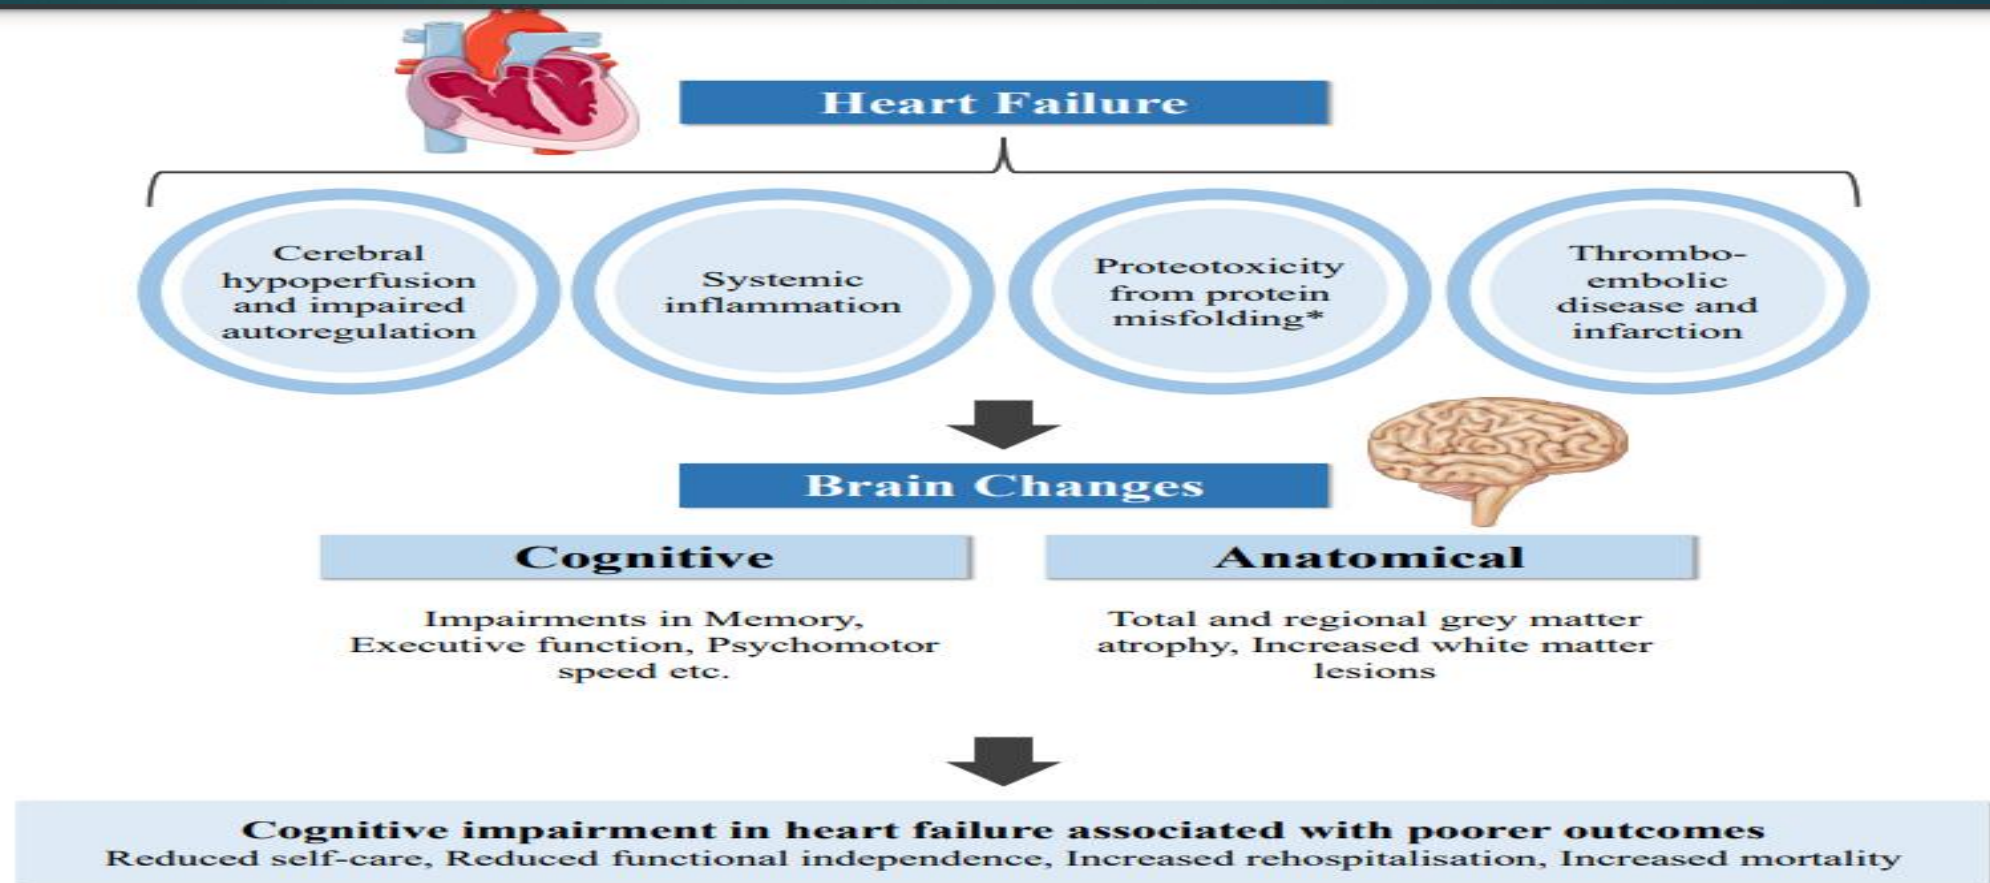 Heart Failure
Cerebral
hypoperfusion
and impaired
autoregulation
Systemic
inflammation
Proteotoxicity
from protein
misfolding*
Thrombo-
embolic
disease and
infarction
Brain Changes
Cognitive
Impairments in Memory,
Executive function, Psychomotor
speed etc.
Anatomical
Total and regional grey matter
atrophy, Increased white matter
lesions
Cognitive impairment in heart failure associated with poorer outcomes
Reduced self-care, Reduced functional independence, Increased rehospitalisation, Increased mortality